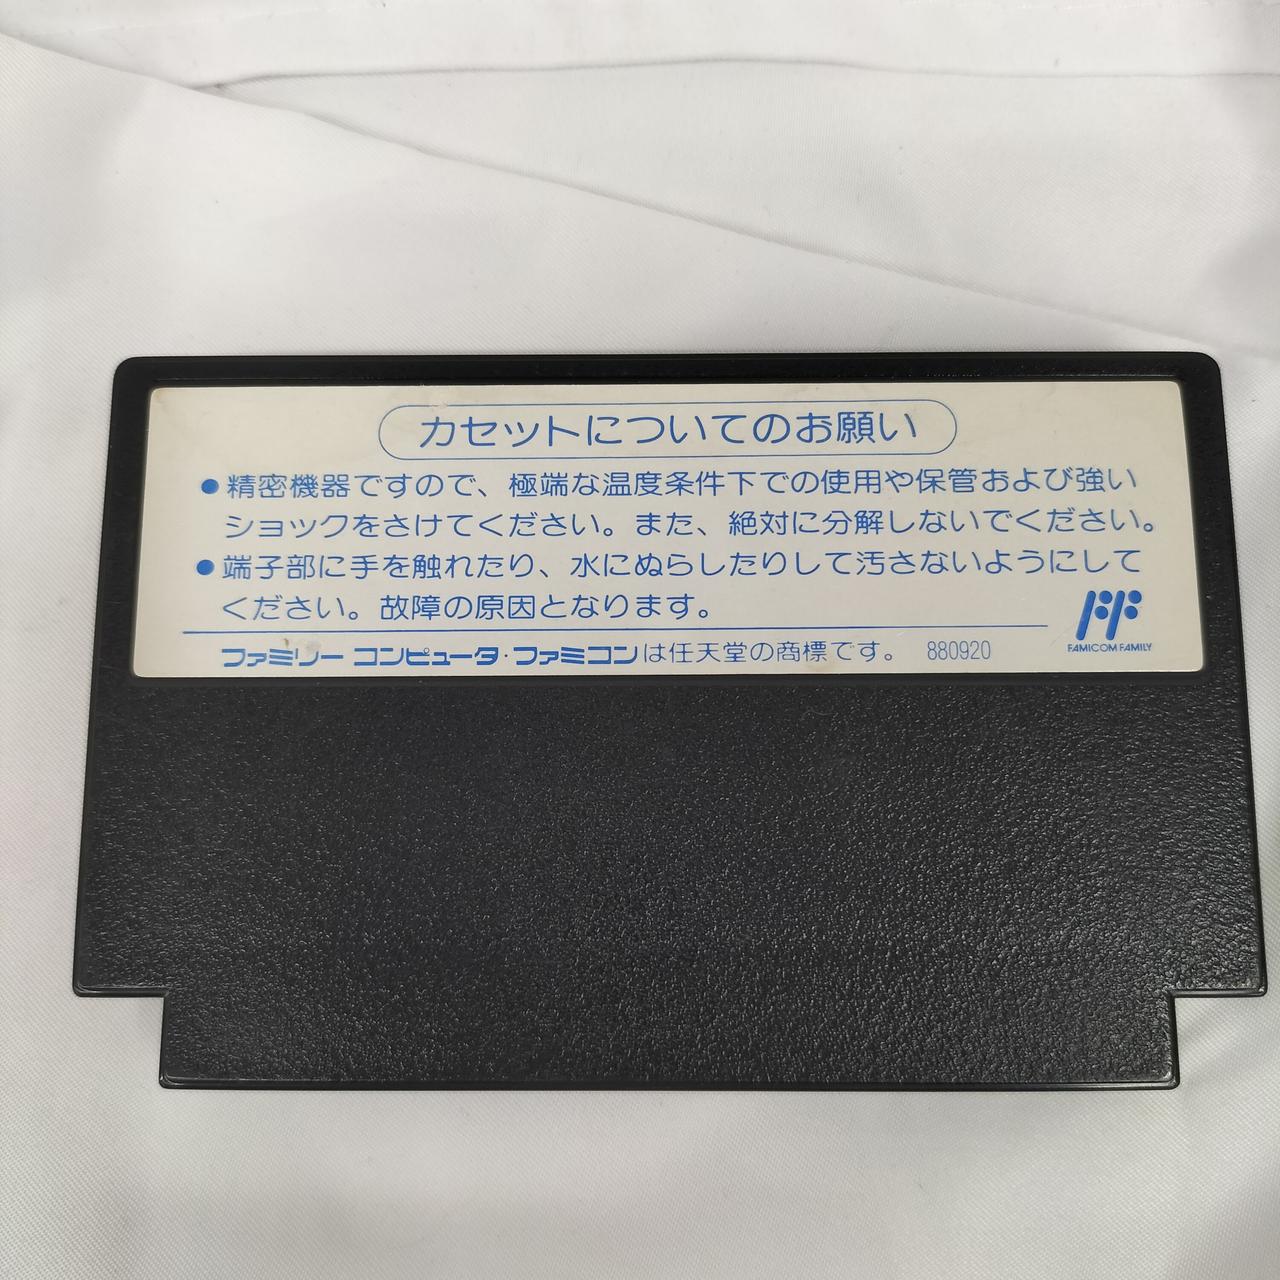 カセットについてのお願い
●精密機器ですので、極端な温度条件下での使用や保管および強い
ショックをさけてください。また、絶対に分解しないでください。
●端子部に手を触れたり、水にぬらしたりして汚さないようにして
ください。故障の原因となります。
FAMICOM FAMILY
ファミリー コンピュータ・ファミコンは任天堂の商標です。 880920